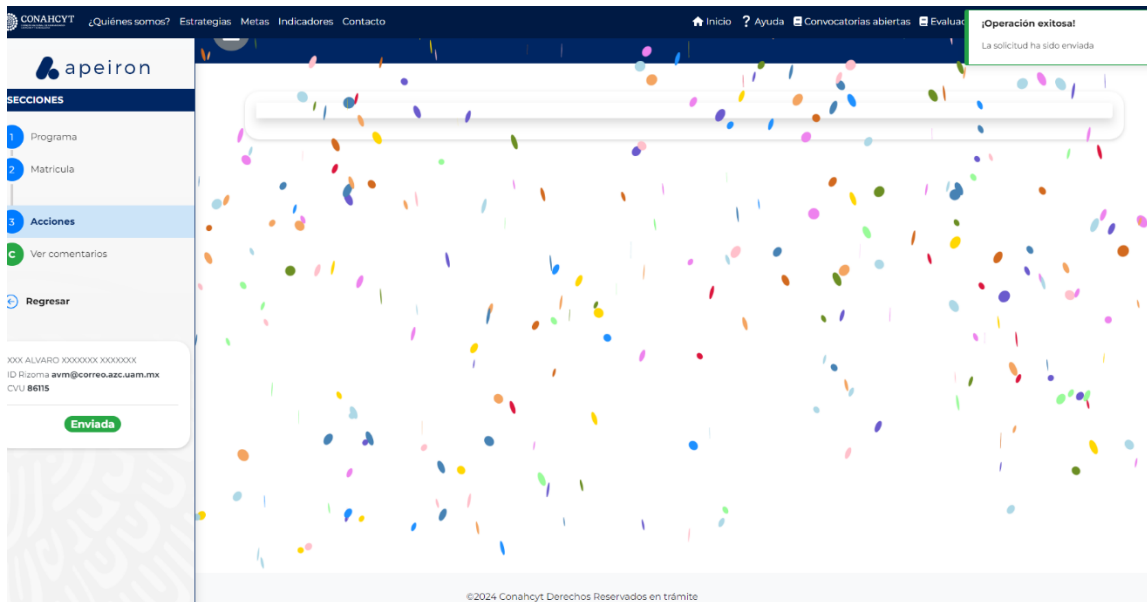 CONAHCYT ¿Quiénes somos? Estrategias Metas Indicadores Contacto Inicio ? Ayuda Convocatorias abiertas Evaluac
¡Operación exitosa!
La solicitud ha sido enviada
apeiron
SECCIONES
1 Programa
2 Matricula
3 Acciones
C Ver comentarios
Regresar
XXX ALVARO XXXXXXX XXXXXXX
ID Rizoma avm@correo.azc.uam.mx
CVU 86115
Enviada
©2024 Conahcyt Derechos Reservados en trámite